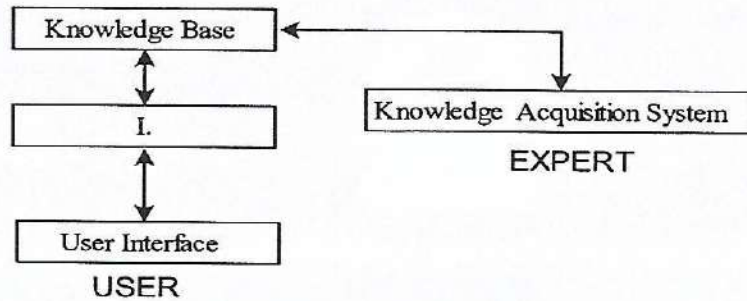 Knowledge Base
Knowledge Acquisition System
I.
EXPERT
User Interface
USER